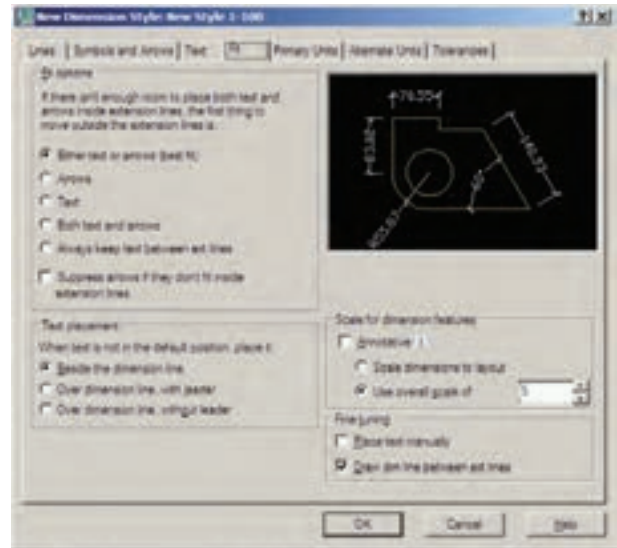 New Dimension Style: New Style 1-100
Lines Symbols and Arrows Text Fit Primary Units Alternate Units Tolerances
Fit options
If there isn't enough room to place both text and
arrows inside extension lines, the first thing to
move outside the extension lines is:
Either text or arrows (best fit)
Arrows
Text
Both text and arrows
Always keep text between ext lines
Suppress arrows if they don't fit inside
extension lines
Text placement
When text is not in the default position, place it:
Beside the dimension line
Over dimension line, with leader
Over dimension line, without leader
60°
Scale for dimension features
Annotative
Scale dimensions to layout
Use overall scale of
Fine tuning
Place text manually
Draw dim line between ext lines
OK Cancel Help